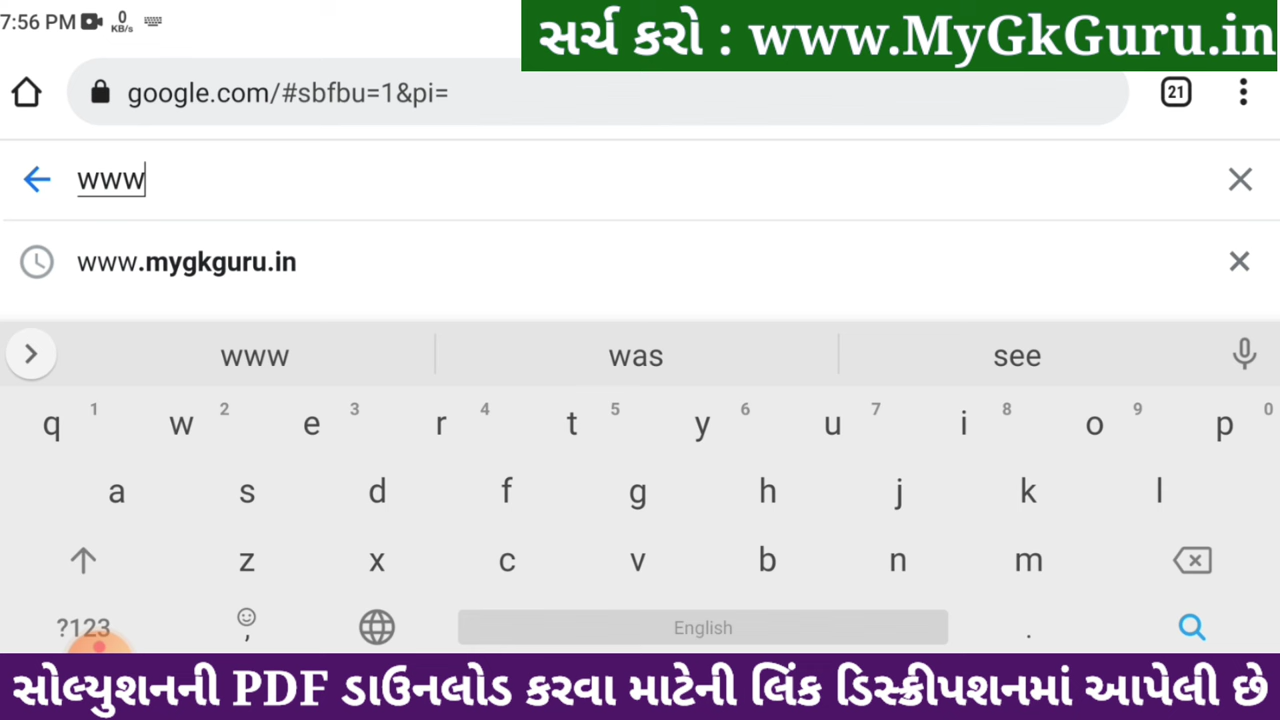 7:56 PM 0 KB/s
સર્ચ કરો : www.MyGkGuru.in
google.com/#sbfbu=1&pi=
21
www
www.mygkguru.in
www was see
q 1 w 2 e 3 r 4 t 5 y 6 u 7 i 8 o 9 p 0
a s d f g h j k l
z x c v b n m
?123 , English .
સોલ્યુશનની PDF ડાઉનલોડ કરવા માટેની લિંક ડિસ્ક્રીપશનમાં આપેલી છે